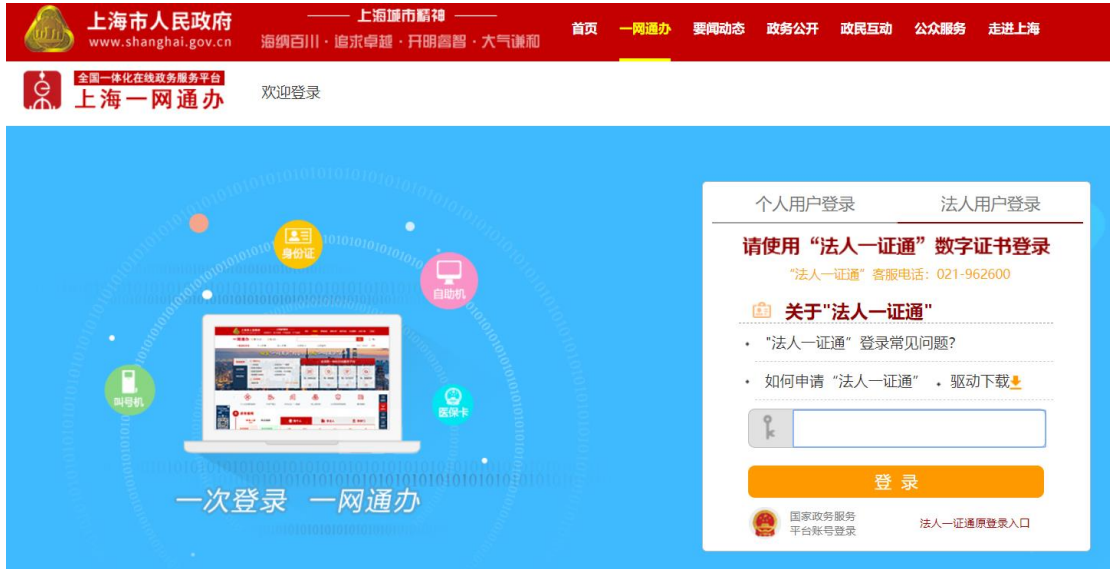 上海市人民政府
www.shanghai.gov.cn
上海城市精神
海纳百川·追求卓越·开明睿智·大气谦和
首页 一网通办 要闻动态 政务公开 政民互动 公众服务 走进上海
全国一体化在线政务服务平台
上海一网通办
欢迎登录
身份证
自助机
叫号机
医保卡
一次登录 一网通办
个人用户登录 法人用户登录
请使用“法人一证通”数字证书登录
“法人一证通”客服电话：021-962600
关于"法人一证通"
· "法人一证通"登录常见问题?
· 如何申请“法人一证通” · 驱动下载
登 录
国家政务服务
平台账号登录
法人一证通原登录入口